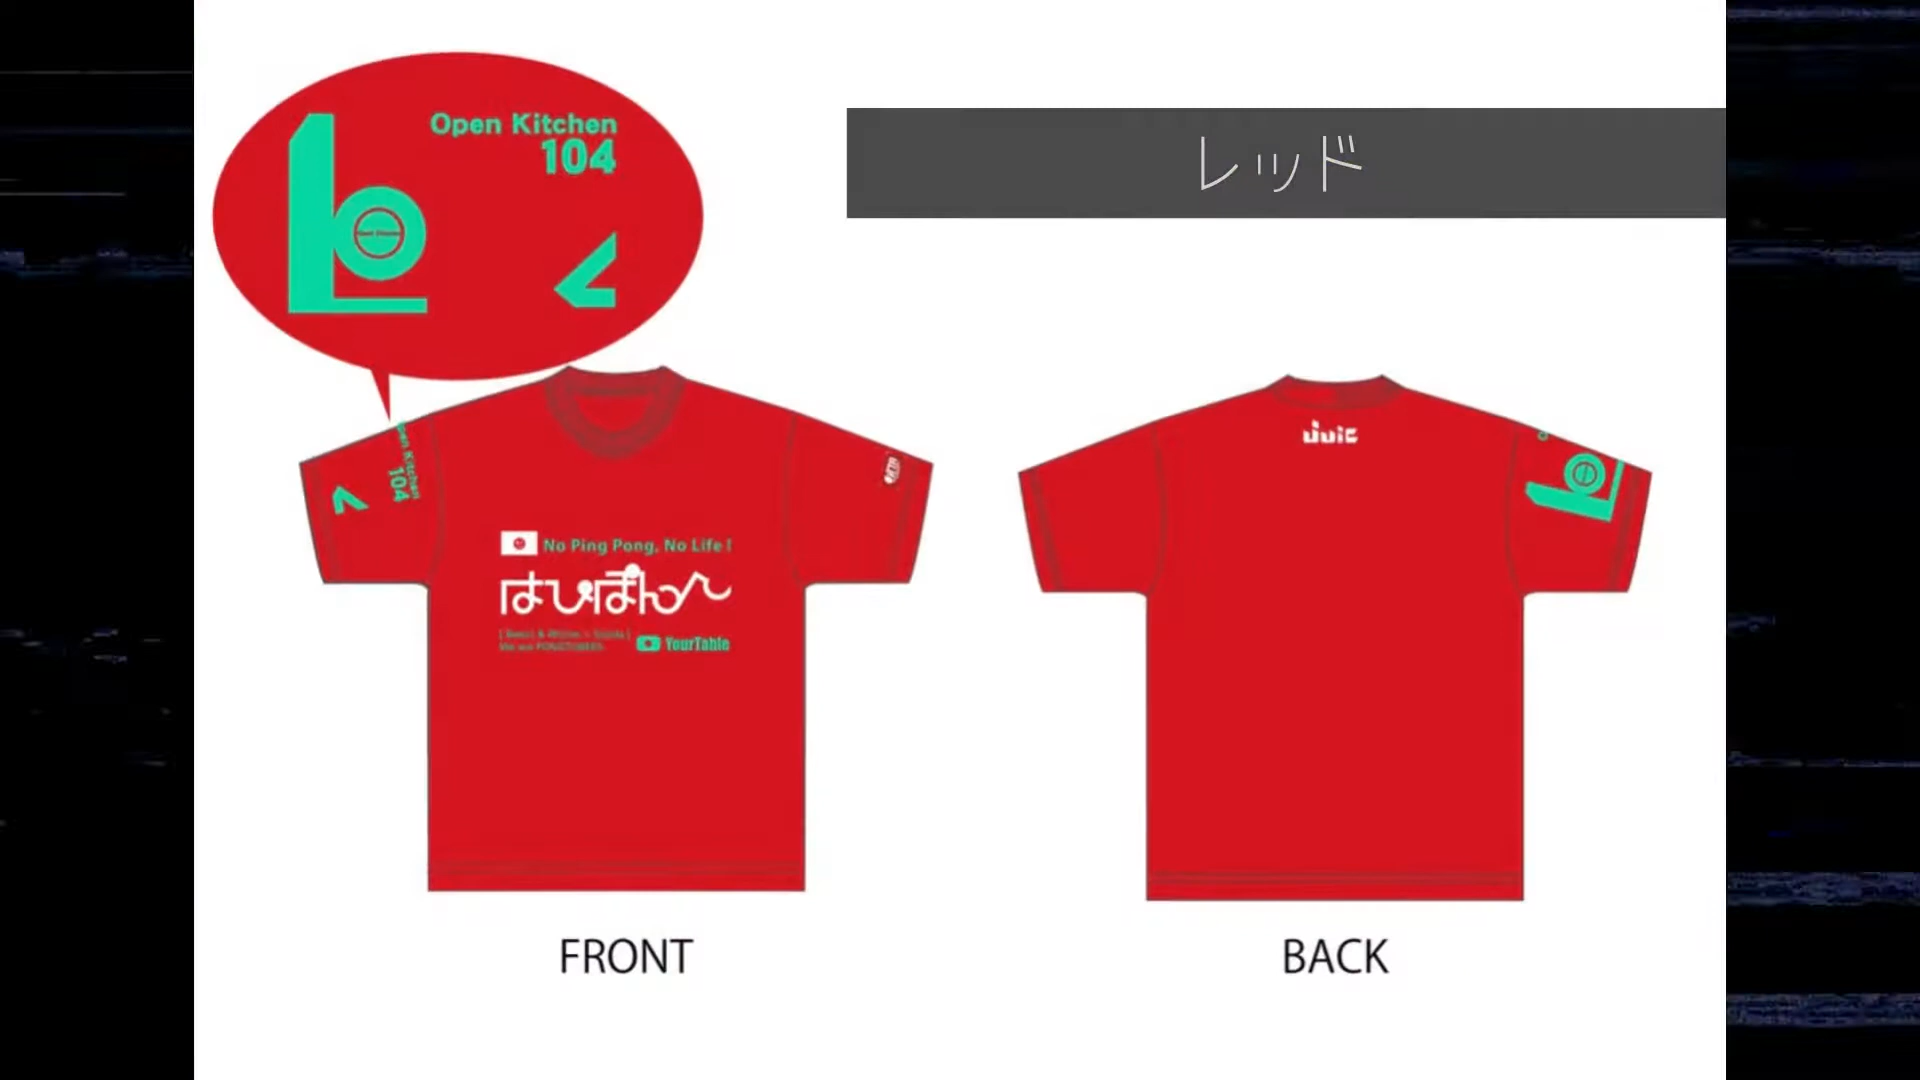 Open Kitchen
104
レッド
Open Kitchen
104
No Ping Pong, No Life !
はぴぽん
YourTable
juic
FRONT
BACK